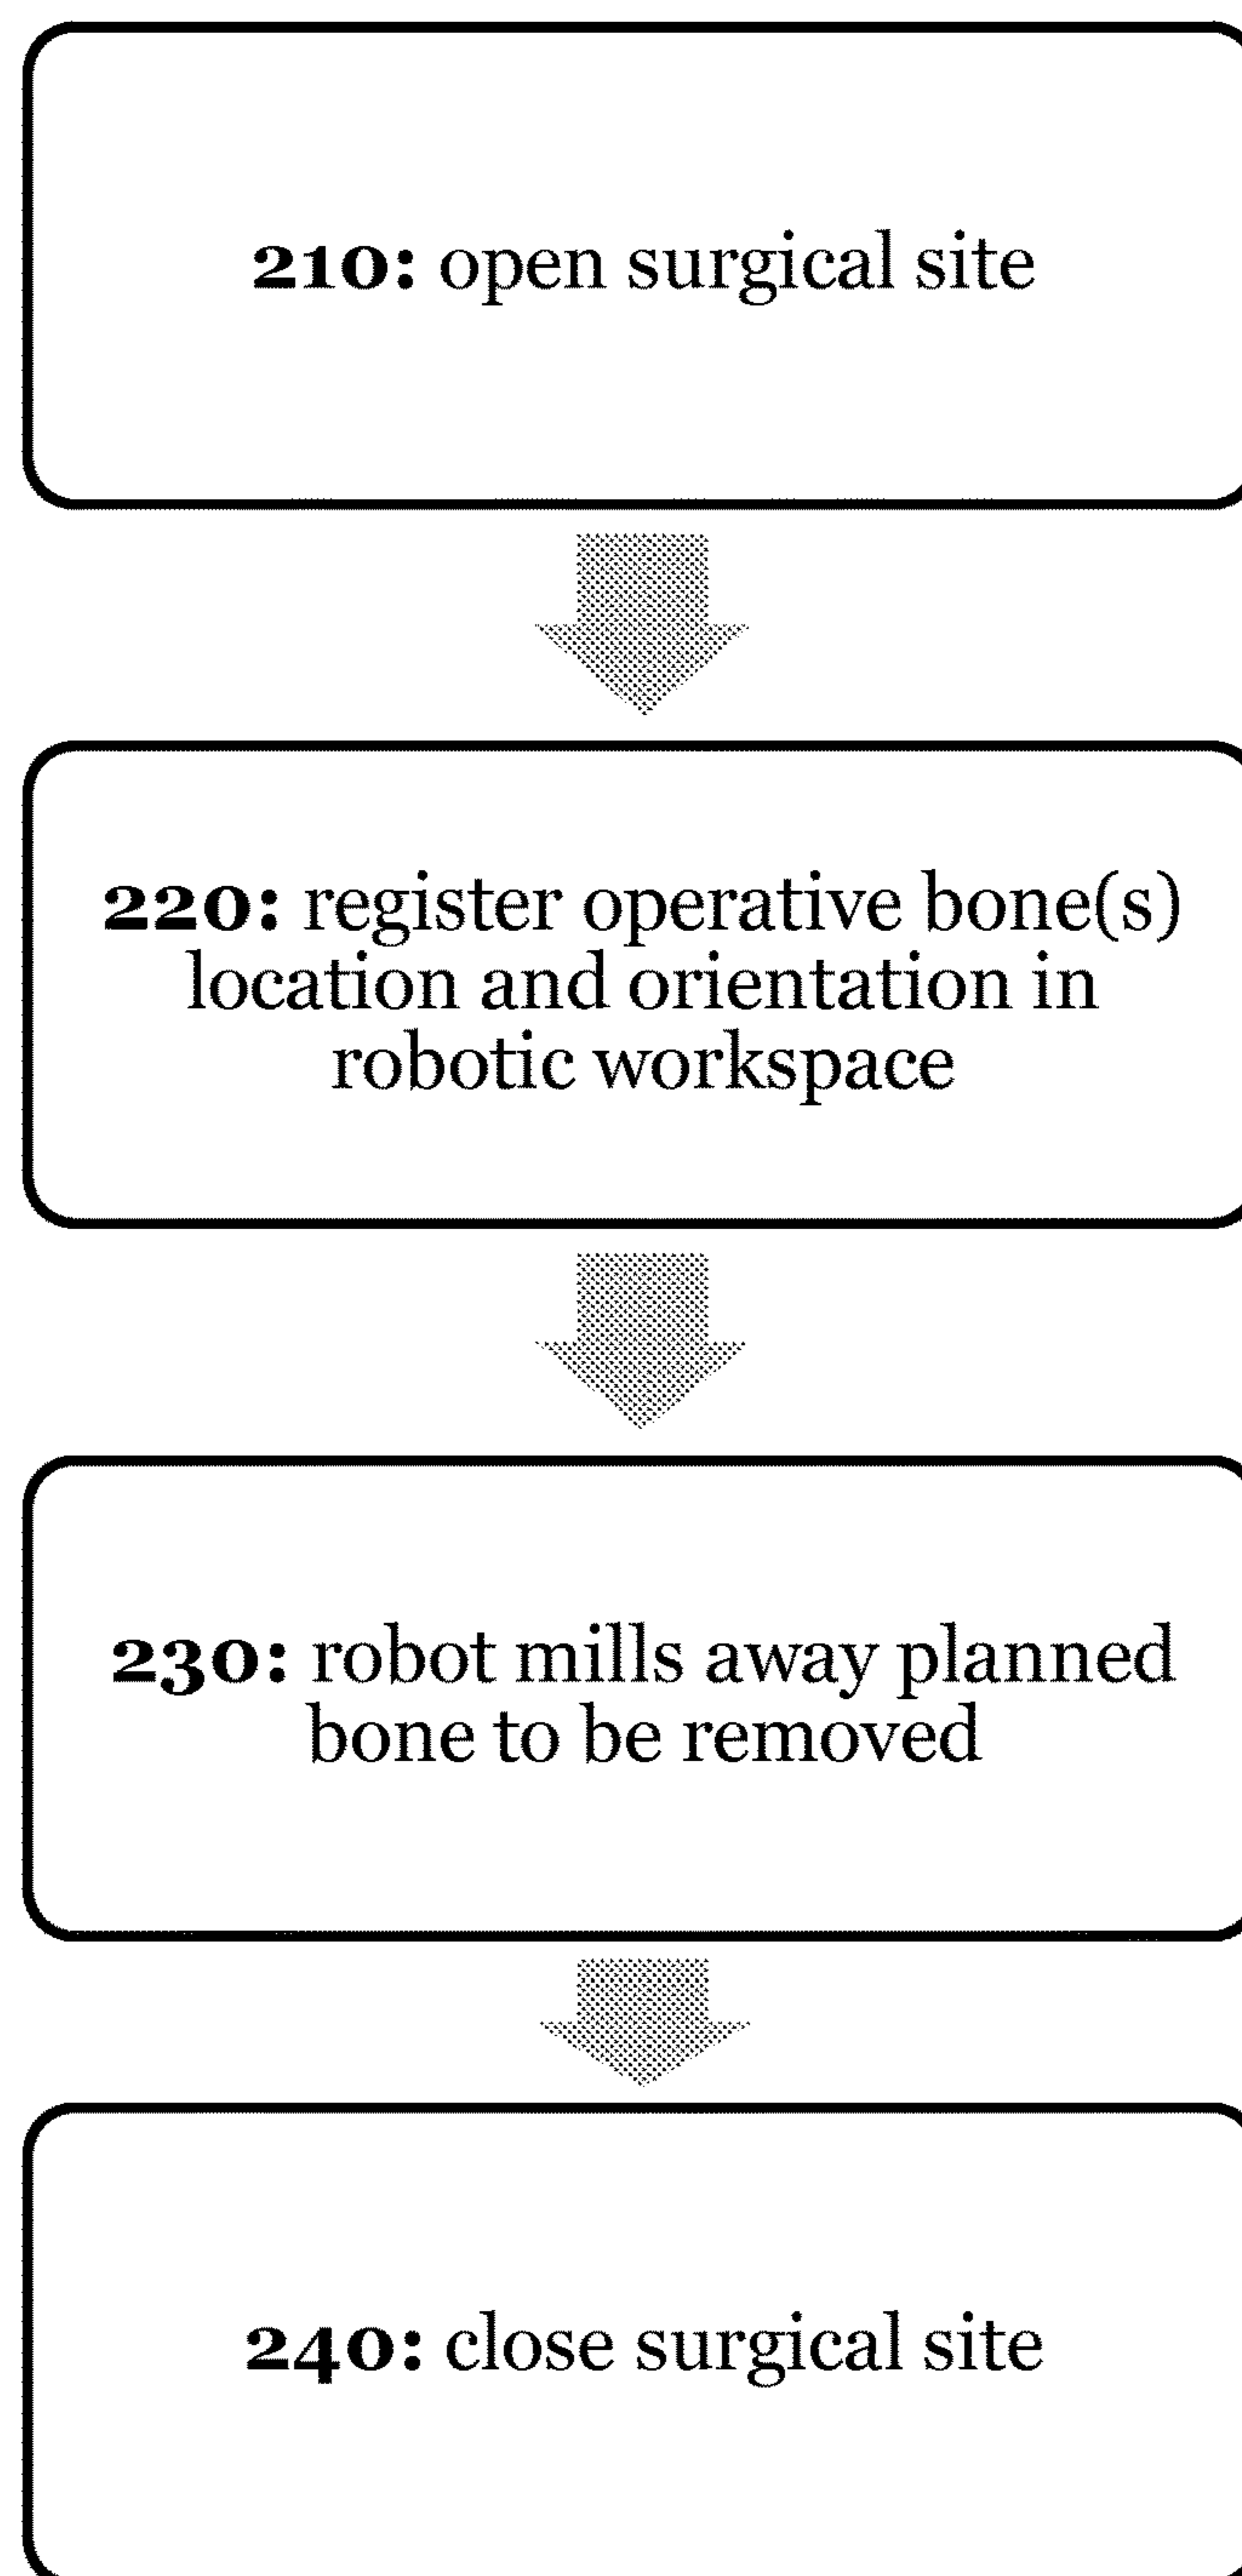 210: open surgical site
220: register operative bone(s)
location and orientation in
robotic workspace
230: robot mills away planned
bone to be removed
240: close surgical site